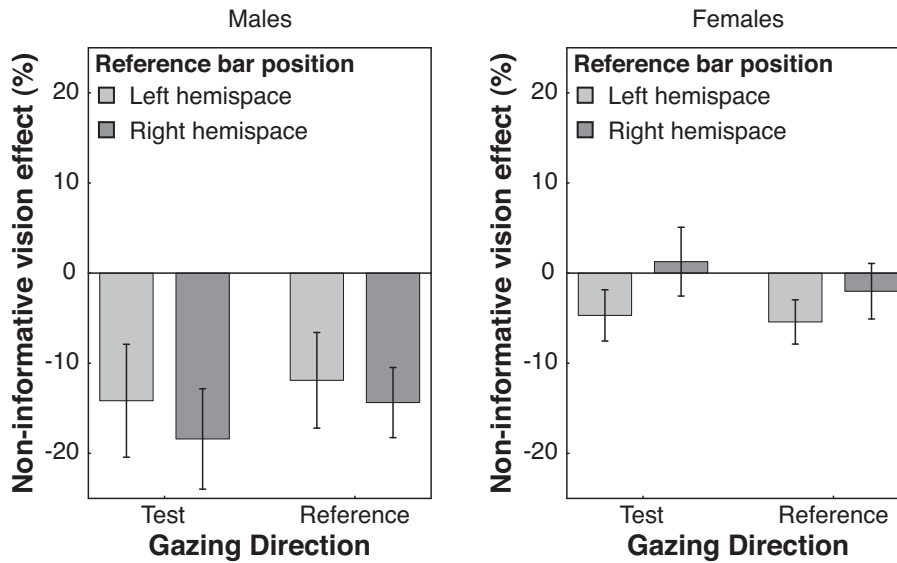 Males
Non-informative vision effect (%)
20
10
0
-10
-20
Reference bar position
Left hemispace
Right hemispace
Test
Reference
Gazing Direction
Females
Non-informative vision effect (%)
20
10
0
-10
-20
Reference bar position
Left hemispace
Right hemispace
Test
Reference
Gazing Direction